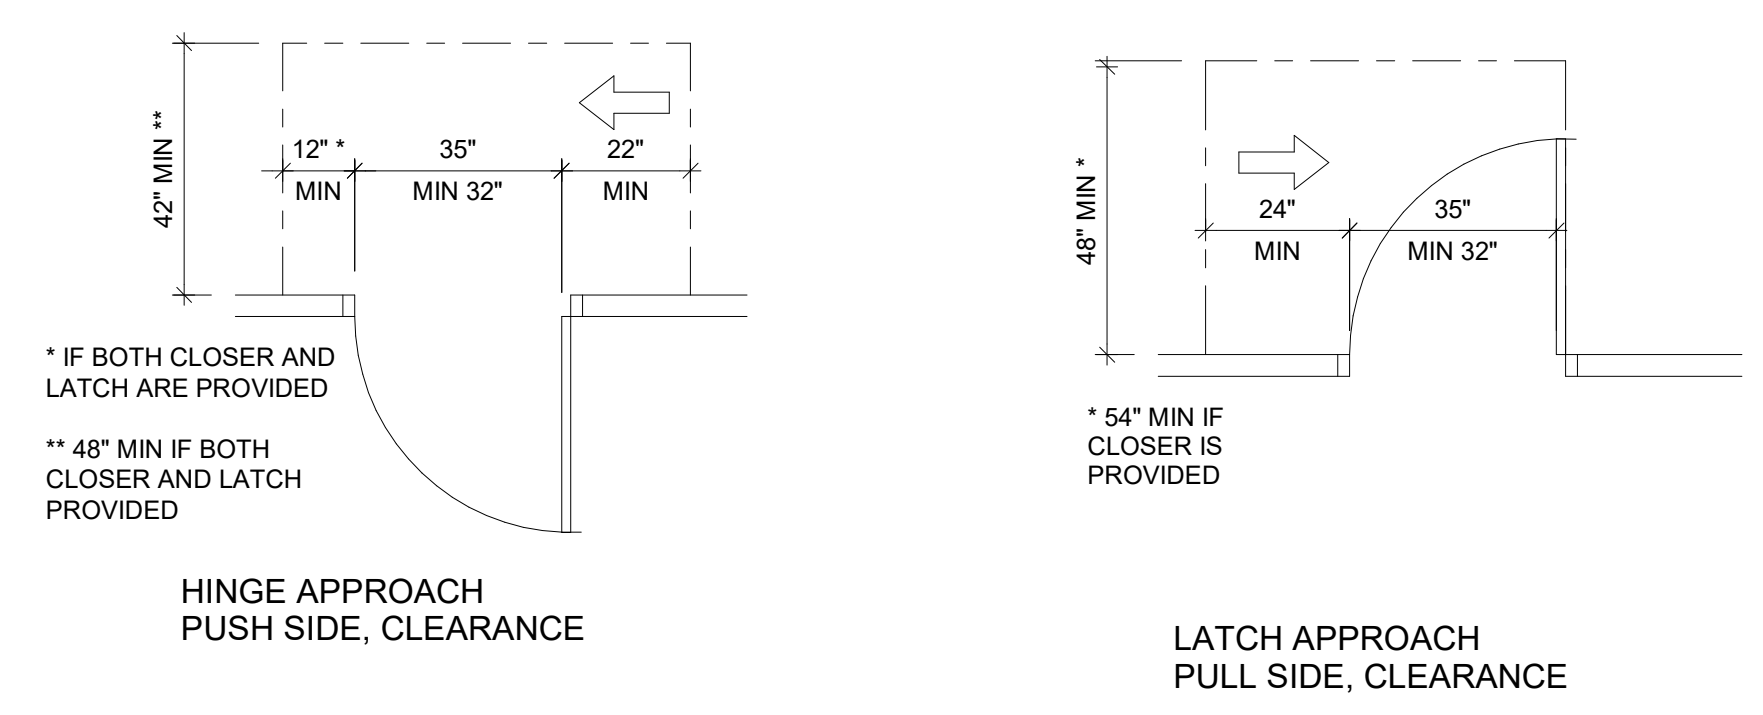 42" MIN **
12" *
MIN
35"
MIN 32"
22"
MIN
* IF BOTH CLOSER AND
LATCH ARE PROVIDED
** 48" MIN IF BOTH
CLOSER AND LATCH
PROVIDED
HINGE APPROACH
PUSH SIDE, CLEARANCE
48" MIN *
24"
MIN
35"
MIN 32"
* 54" MIN IF
CLOSER IS
PROVIDED
LATCH APPROACH
PULL SIDE, CLEARANCE